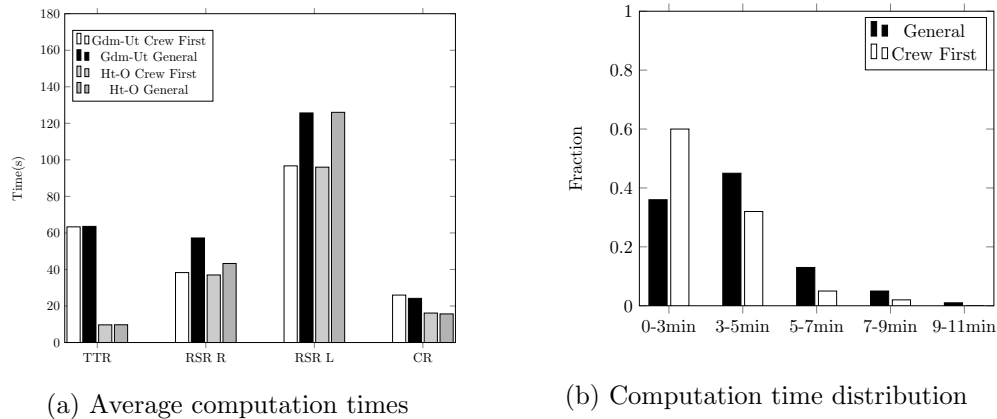 180
160
140
120
100
80
60
40
20
0
Time(s)
Gdm-Ut Crew First
Gdm-Ut General
Ht-O Crew First
Ht-O General
TTR RSR R RSR L CR
(a) Average computation times
1
0.8
0.6
0.4
0.2
0
Fraction
General
Crew First
0-3min 3-5min 5-7min 7-9min 9-11min
(b) Computation time distribution